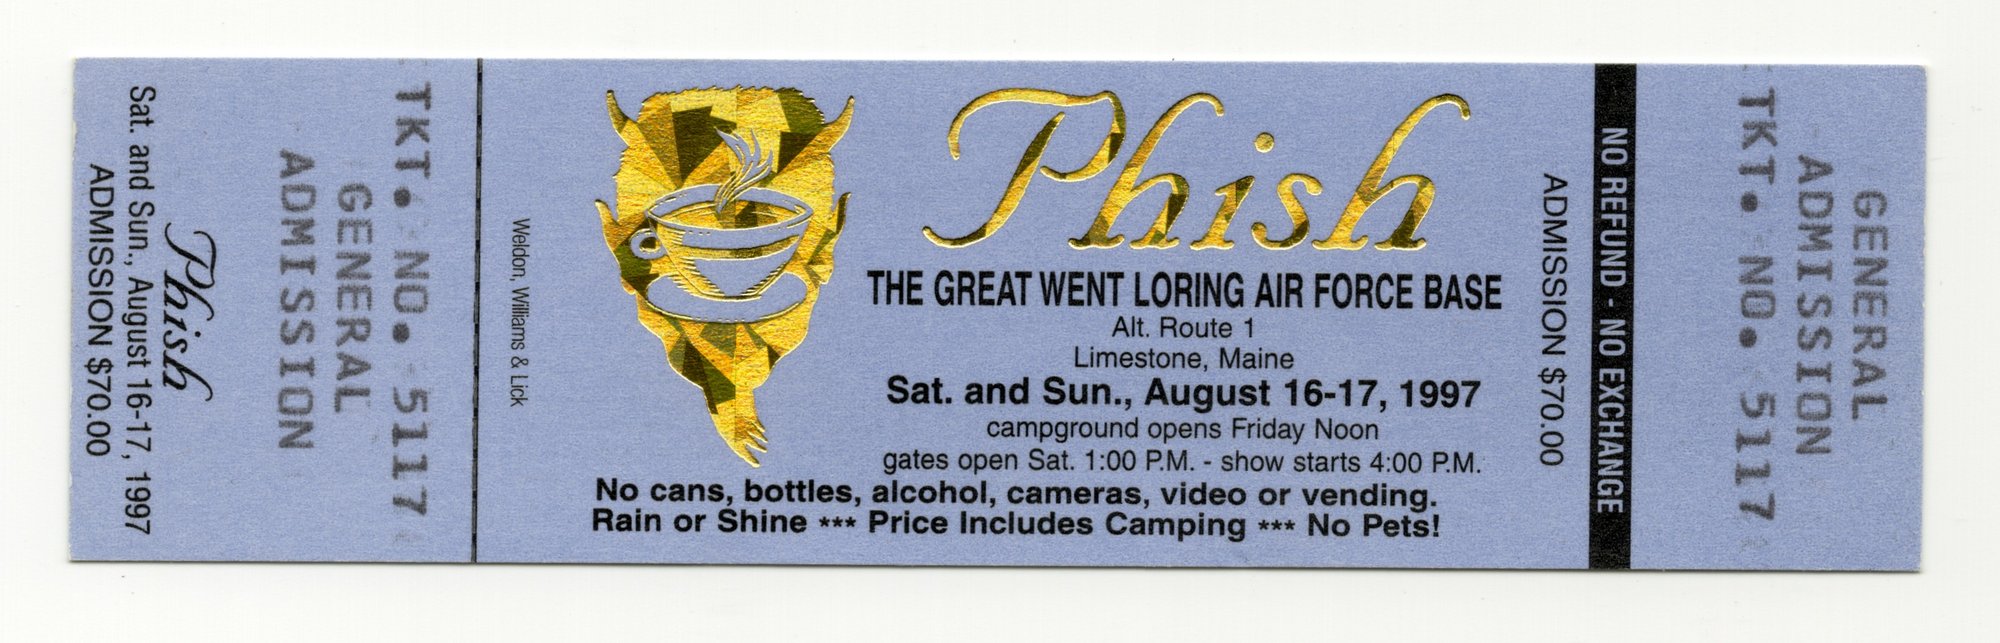 Phish
Sat. and Sun., August 16-17, 1997
ADMISSION $70.00
TKT. NO. 5117
GENERAL
ADMISSION
Weldon, Williams & Lick
Phish
THE GREAT WENT LORING AIR FORCE BASE
Alt. Route 1
Limestone, Maine
Sat. and Sun., August 16-17, 1997
campground opens Friday Noon
gates open Sat. 1:00 P.M. - show starts 4:00 P.M.
No cans, bottles, alcohol, cameras, video or vending.
Rain or Shine *** Price Includes Camping *** No Pets!
ADMISSION $70.00
NO REFUND - NO EXCHANGE
GENERAL
ADMISSION
TKT. NO. 5117